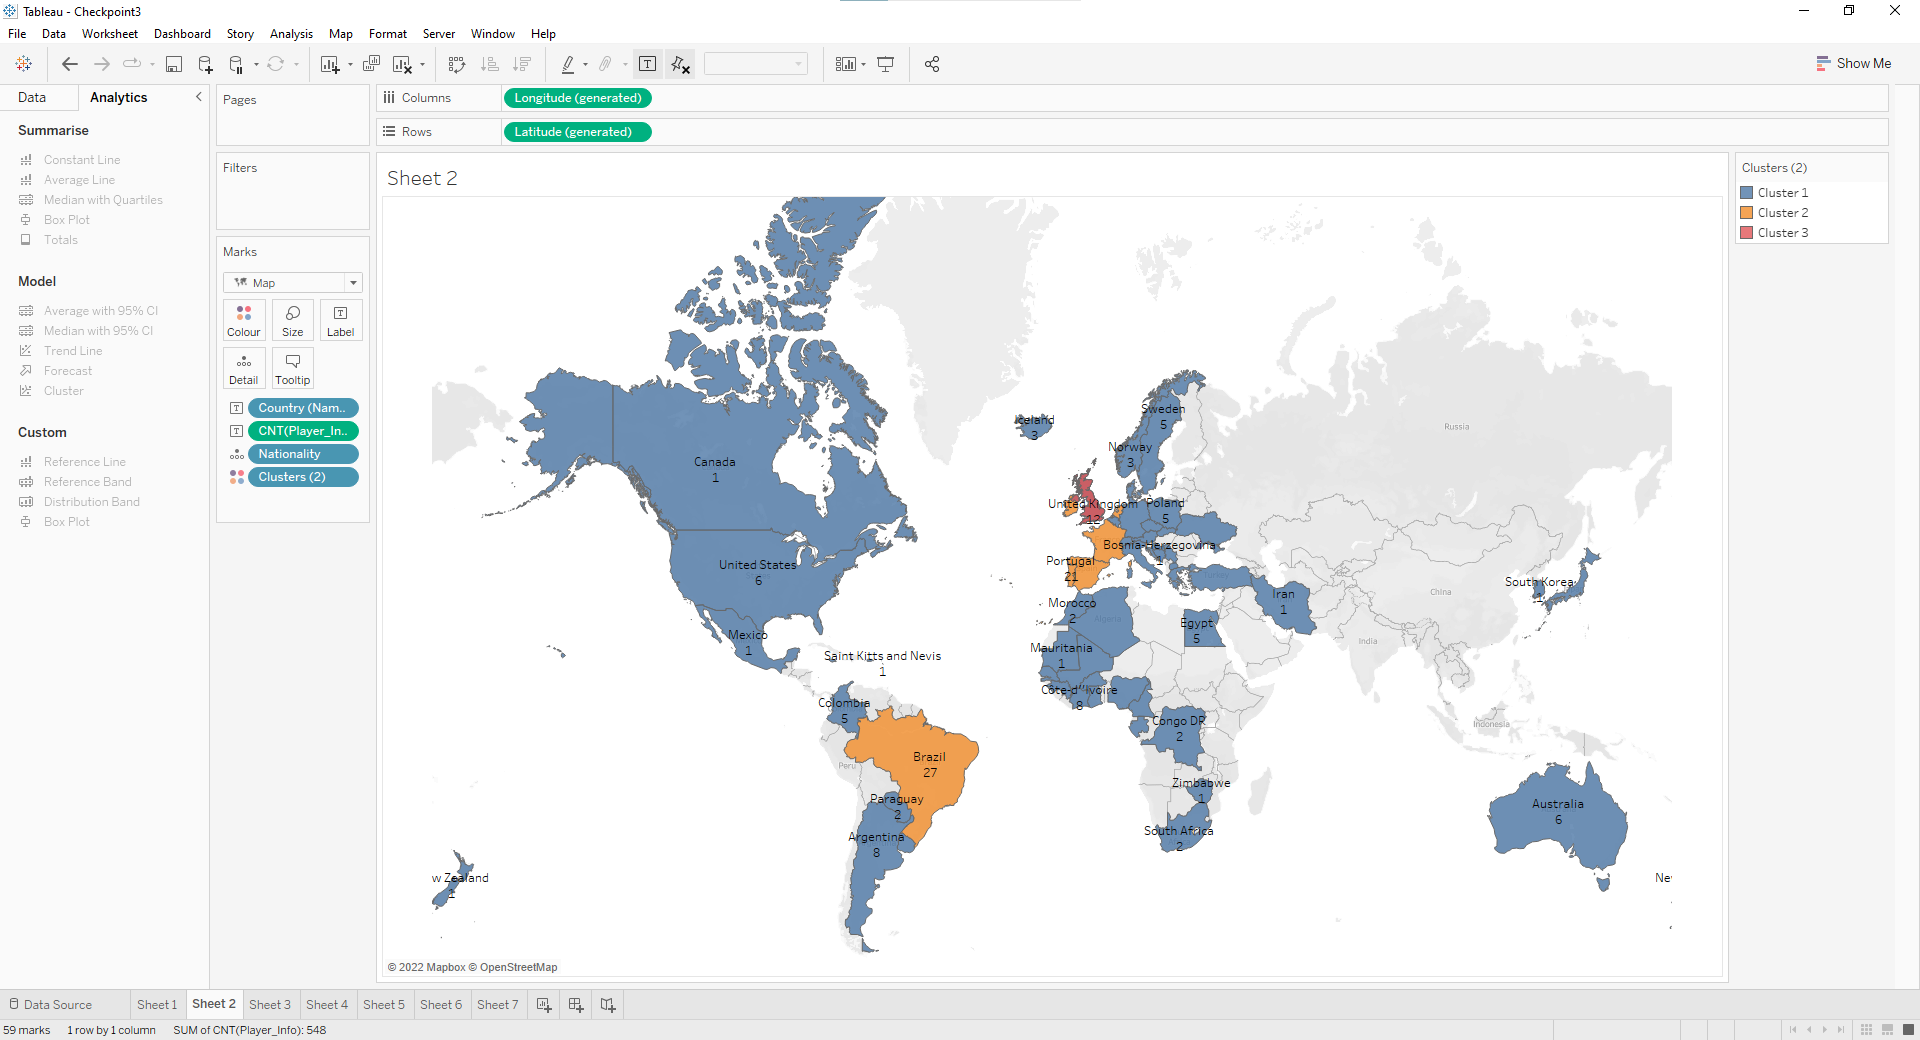 Tableau - Checkpoint3
File Data Worksheet Dashboard Story Analysis Map Format Server Window Help
Show Me
Data Analytics
Summarise
Constant Line
Average Line
Median with Quartiles
Box Plot
Totals
Model
Average with 95% CI
Median with 95% CI
Trend Line
Forecast
Cluster
Custom
Reference Line
Reference Band
Distribution Band
Box Plot
Pages
Filters
Marks
Map
Colour Size Label
Detail Tooltip
Country (Nam..
CNT(Player_In..
Nationality
Clusters (2)
Columns Longitude (generated)
Rows Latitude (generated)
Sheet 2
Iceland
3
Sweden
5
Russia
Norway
3
Canada
1
United Kingdom
12
Poland
5
Bosnia-Herzegovina
1
Portugal
21
United States
6
Turkey
South Korea
1
Iran
1
China
Morocco
2
Algeria
Egypt
5
Mexico
1
India
Mauritania
1
Saint Kitts and Nevis
1
Côte-d''Ivoire
8
Colombia
5
Congo DR
2
Indonesia
Brazil
27
Peru
Zimbabwe
1
Paraguay
2
Australia
6
South Africa
2
Argentina
8
w Zealand
1
Ne
© 2022 Mapbox © OpenStreetMap
Clusters (2)
Cluster 1
Cluster 2
Cluster 3
Data Source Sheet 1 Sheet 2 Sheet 3 Sheet 4 Sheet 5 Sheet 6 Sheet 7
59 marks 1 row by 1 column SUM of CNT(Player_Info): 548